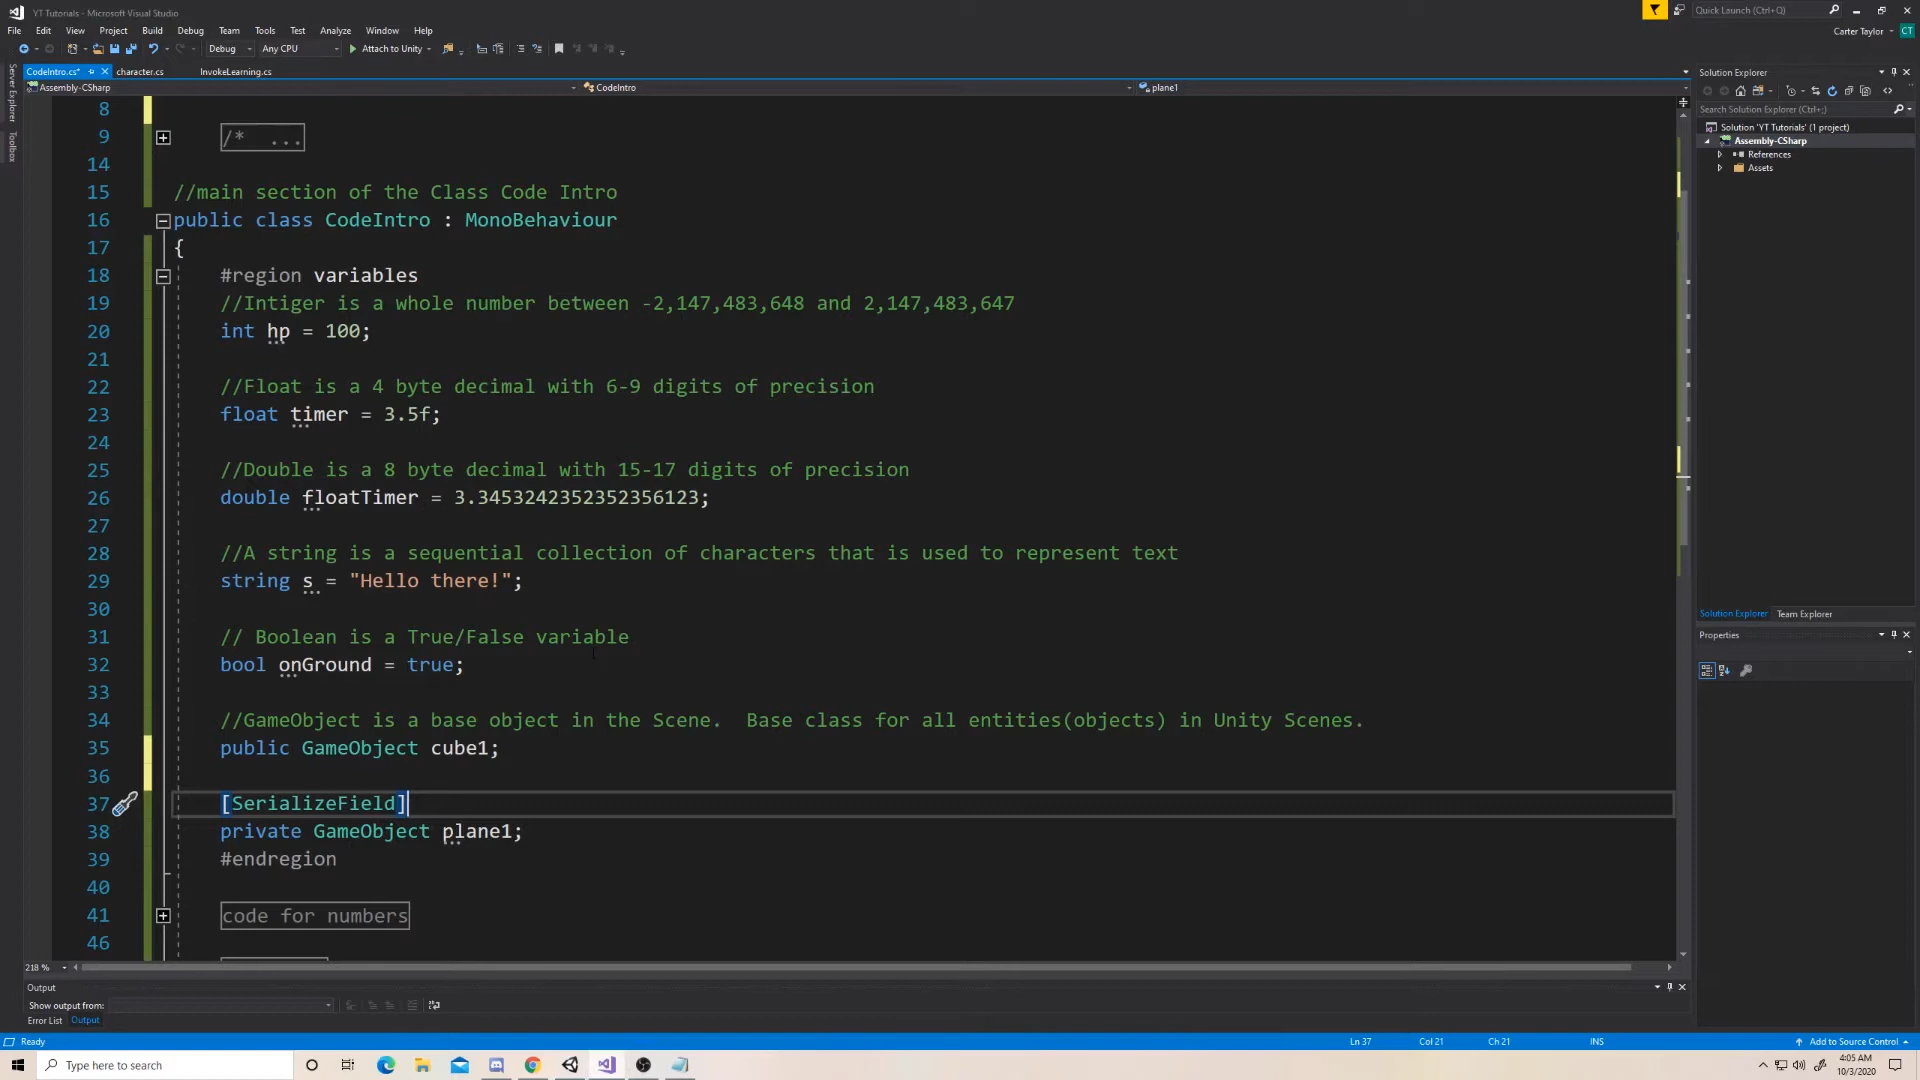 YT Tutorials - Microsoft Visual Studio
Quick Launch (Ctrl+Q)
File Edit View Project Build Debug Team Tools Test Analyze Window Help
Carter Taylor CT
Debug Any CPU Attach to Unity
CodeIntro.cs* character.cs InvokeLearning.cs
Assembly-CSharp CodeIntro plane1
Server Explorer
Toolbox
8
9 /* ...
14
15 //main section of the Class Code Intro
16 public class CodeIntro : MonoBehaviour
17 {
18 #region variables
19 //Intiger is a whole number between -2,147,483,648 and 2,147,483,647
20 int hp = 100;
21
22 //Float is a 4 byte decimal with 6-9 digits of precision
23 float timer = 3.5f;
24
25 //Double is a 8 byte decimal with 15-17 digits of precision
26 double floatTimer = 3.3453242352352356123;
27
28 //A string is a sequential collection of characters that is used to represent text
29 string s = "Hello there!";
30
31 // Boolean is a True/False variable
32 bool onGround = true;
33
34 //GameObject is a base object in the Scene.  Base class for all entities(objects) in Unity Scenes.
35 public GameObject cube1;
36
37 [SerializeField]
38 private GameObject plane1;
39 #endregion
40
41 code for numbers
46
218 %
Output
Show output from:
Error List Output
Solution Explorer
Search Solution Explorer (Ctrl+;)
Solution 'YT Tutorials' (1 project)
Assembly-CSharp
References
Assets
Solution Explorer Team Explorer
Properties
Ready Ln 37 Col 21 Ch 21 INS Add to Source Control
Type here to search
4:05 AM
10/3/2020